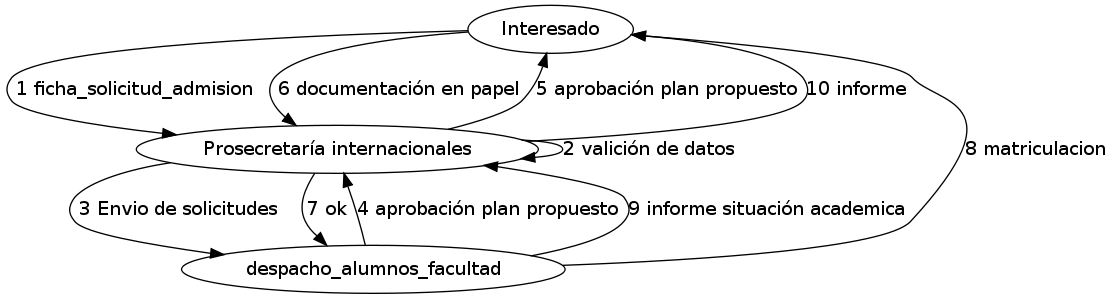 Interesado
1 ficha_solicitud_admision
6 documentación en papel
5 aprobación plan propuesto
10 informe
Prosecretaría internacionales
2 valición de datos
8 matriculacion
3 Envio de solicitudes
7 ok
4 aprobación plan propuesto
9 informe situación academica
despacho_alumnos_facultad